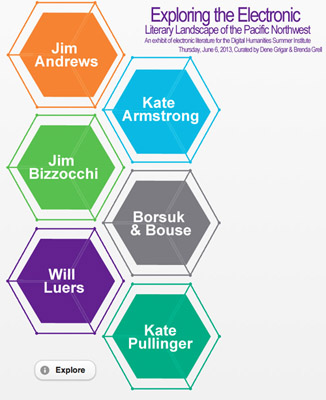 Exploring the Electronic
Literary Landscape of the Pacific Northwest
An exhibit of electronic literature for the Digital Humanities Summer Institute
Thursday, June 6, 2013, Curated by Dene Grigar & Brenda Grell
Jim
Andrews
Kate
Armstrong
Jim
Bizzocchi
Borsuk
& Bouse
Will
Luers
Kate
Pullinger
Explore